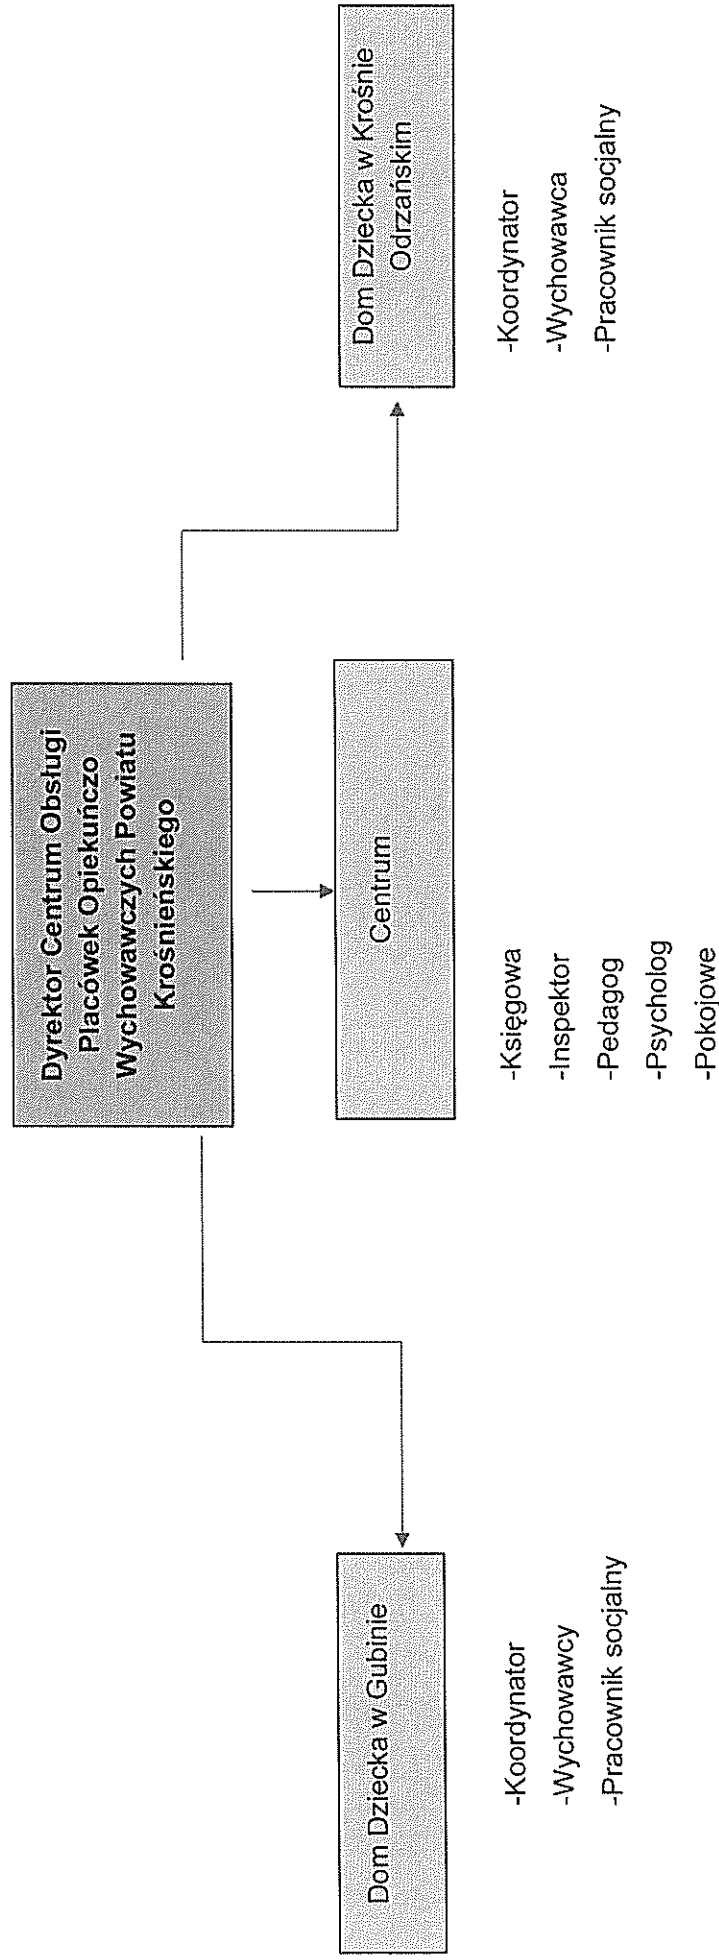 Dyrektor Centrum Obsługi
Placówek Opiekuńczo
Wychowawczych Powiatu
Krośnieńskiego
Dom Dziecka w Gubinie
-Koordynator
-Wychowawcy
-Pracownik socjalny
Centrum
-Księgowa
-Inspektor
-Pedagog
-Psycholog
-Pokojowe
Dom Dziecka w Krośnie
Odrzańskim
-Koordynator
-Wychowawca
-Pracownik socjalny